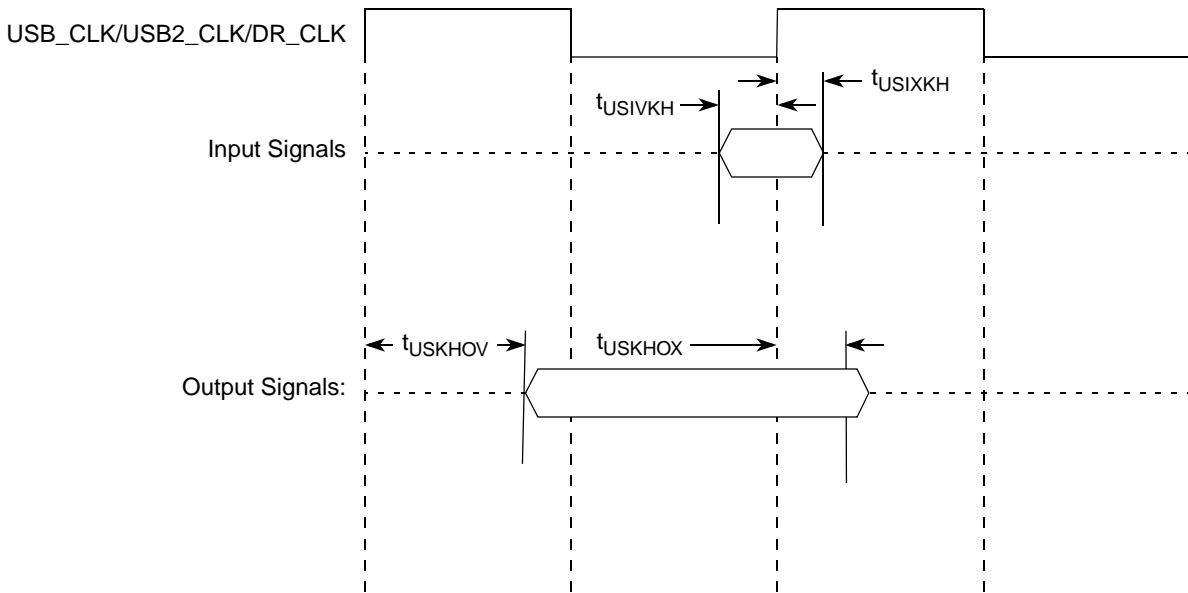 USB_CLK/USB2_CLK/DR_CLK
tUSIXKH
tUSIVKH
Input Signals
tUSKHOV
tUSKHOX
Output Signals: